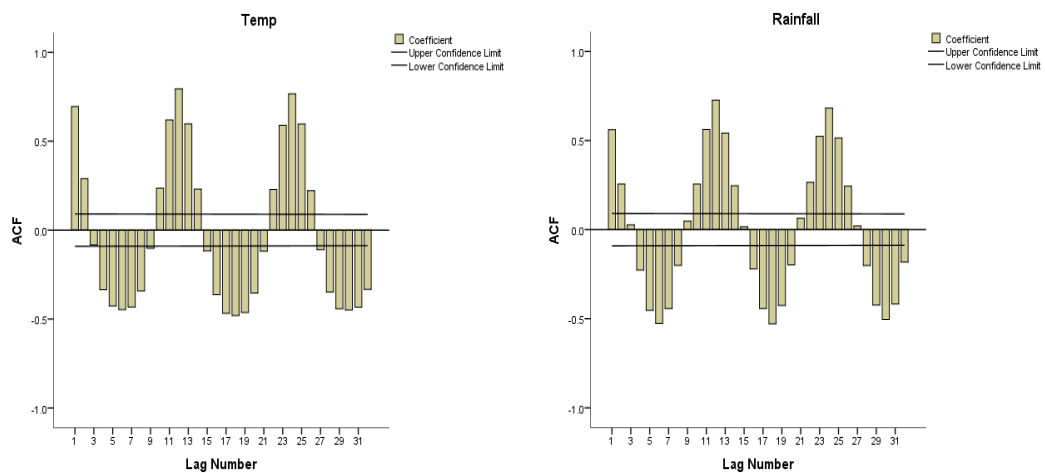 Temp
Coefficient
Upper Confidence Limit
Lower Confidence Limit
1.0
0.5
0.0
-0.5
-1.0
ACF
1 3 5 7 9 11 13 15 17 19 21 23 25 27 29 31
Lag Number
Rainfall
Coefficient
Upper Confidence Limit
Lower Confidence Limit
1.0
0.5
0.0
-0.5
-1.0
ACF
1 3 5 7 9 11 13 15 17 19 21 23 25 27 29 31
Lag Number